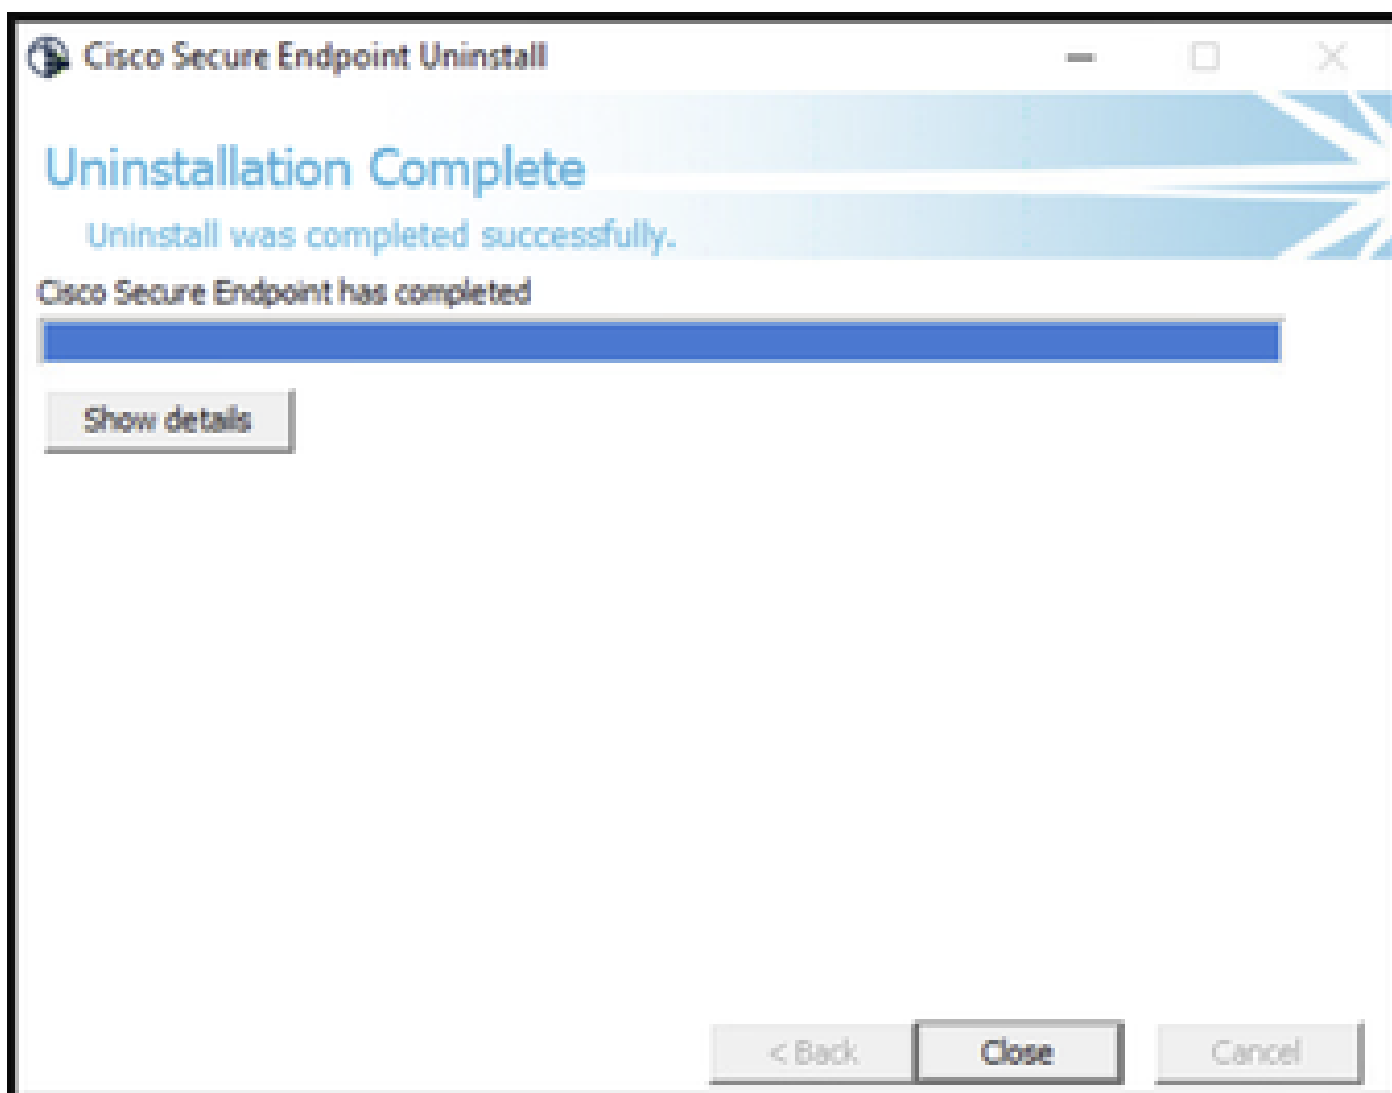 Cisco Secure Endpoint Uninstall
Uninstallation Complete
Uninstall was completed successfully.
Cisco Secure Endpoint has completed
Show details
< Back
Close
Cancel